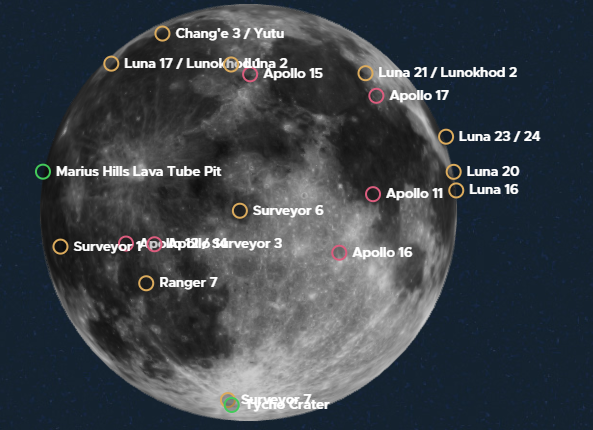 Chang'e 3 / Yutu
Luna 17 / Lunokhod 1
Luna 2
Apollo 15
Luna 21 / Lunokhod 2
Apollo 17
Luna 23 / 24
Marius Hills Lava Tube Pit
Luna 20
Luna 16
Apollo 11
Surveyor 6
Surveyor 1
Apollo 12 / Surveyor 3
Apollo 14
Apollo 16
Ranger 7
Surveyor 7
Tycho Crater